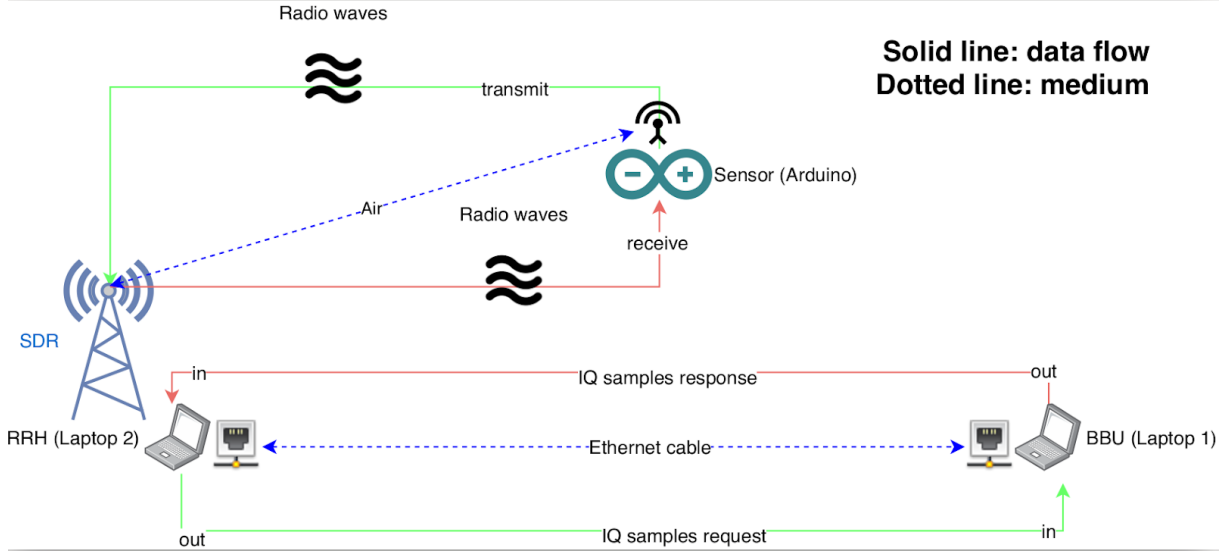 Radio waves
Solid line: data flow
Dotted line: medium
transmit
Sensor (Arduino)
Air
Radio waves
receive
SDR
in
IQ samples response
out
RRH (Laptop 2)
Ethernet cable
BBU (Laptop 1)
out
IQ samples request
in